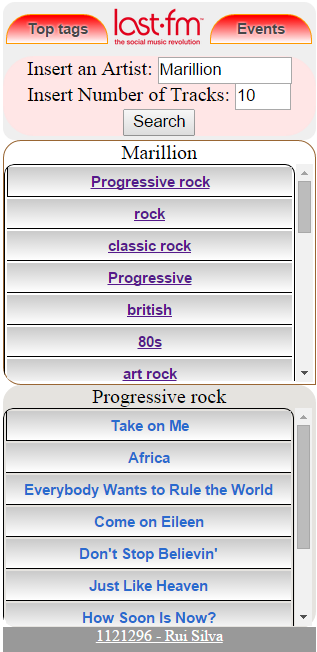 Top tags
last·fm™
the social music revolution
Events
Insert an Artist: Marillion
Insert Number of Tracks: 10
Search
Marillion
Progressive rock
rock
classic rock
Progressive
british
80s
art rock
Progressive rock
Take on Me
Africa
Everybody Wants to Rule the World
Come on Eileen
Don't Stop Believin'
Just Like Heaven
How Soon Is Now?
1121296 - Rui Silva